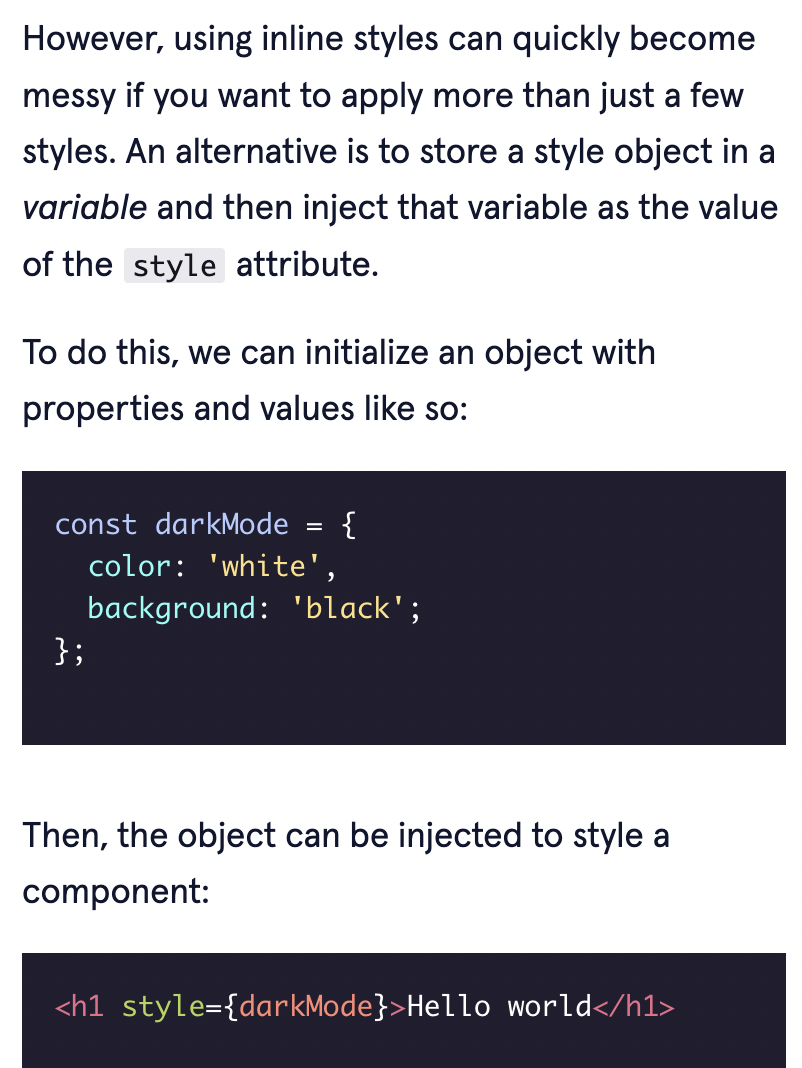 However, using inline styles can quickly become
messy if you want to apply more than just a few
styles. An alternative is to store a style object in a
variable and then inject that variable as the value
of the style attribute.
To do this, we can initialize an object with
properties and values like so:
const darkMode = {
  color: 'white',
  background: 'black';
};
Then, the object can be injected to style a
component:
<h1 style={darkMode}>Hello world</h1>